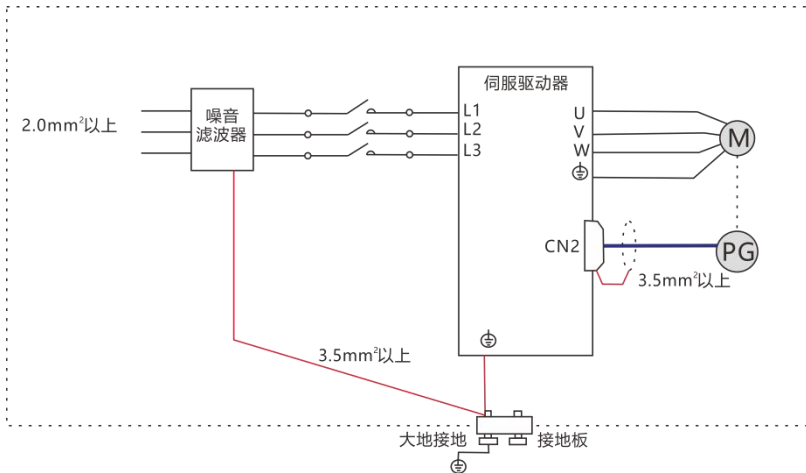 伺服驱动器
噪音
滤波器
2.0mm²以上
L1
L2
L3
U
V
W
M
CN2
PG
3.5mm²以上
3.5mm²以上
大地接地
接地板